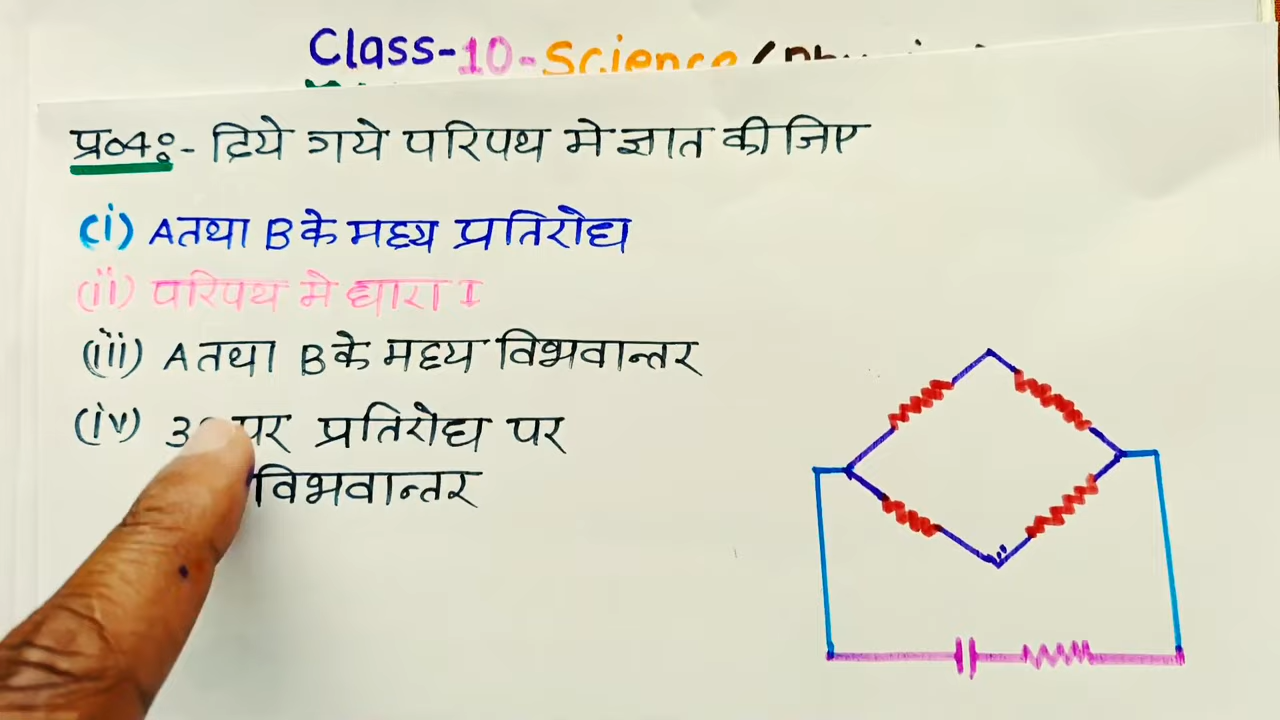 Class-10-Science
प्र०4ः- दिये गये परिपथ मे ज्ञात कीजिए
(i) A तथा B के मध्य प्रतिरोध
(ii) परिपथ मे धारा I
(iii) A तथा B के मध्य विभवान्तर
(iv) पर प्रतिरोध पर
विभवान्तर